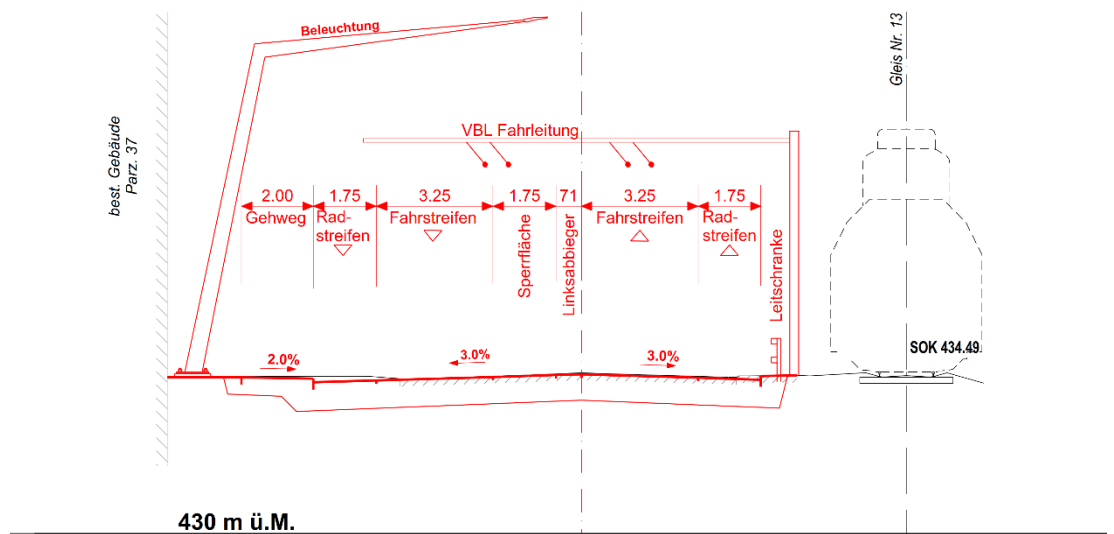 Beleuchtung
Gleis Nr. 13
best. Gebäude
Parz. 37
VBL Fahrleitung
2.00 1.75 3.25 1.75 71 3.25 1.75
Gehweg
Rad-
streifen
Fahrstreifen
Sperrfläche
Linksabbieger
Fahrstreifen
Rad-
streifen
Leitschranke
SOK 434.49
2.0% 3.0% 3.0%
430 m ü.M.